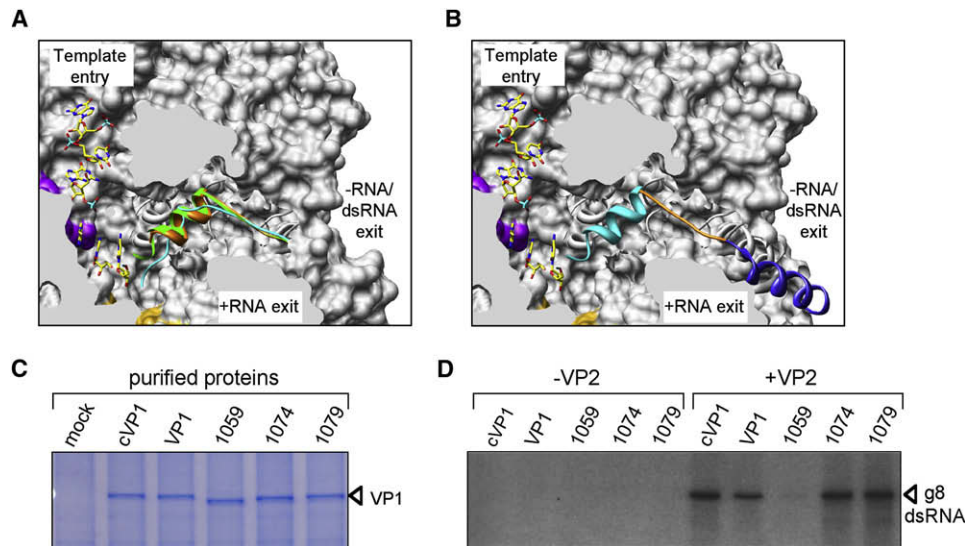 A
B
Template
entry
-RNA/
dsRNA
exit
+RNA exit
Template
entry
-RNA/
dsRNA
exit
+RNA exit
C
purified proteins
mock
cVP1
VP1
1059
1074
1079
VP1
D
-VP2
+VP2
cVP1
VP1
1059
1074
1079
cVP1
VP1
1059
1074
1079
g8
dsRNA